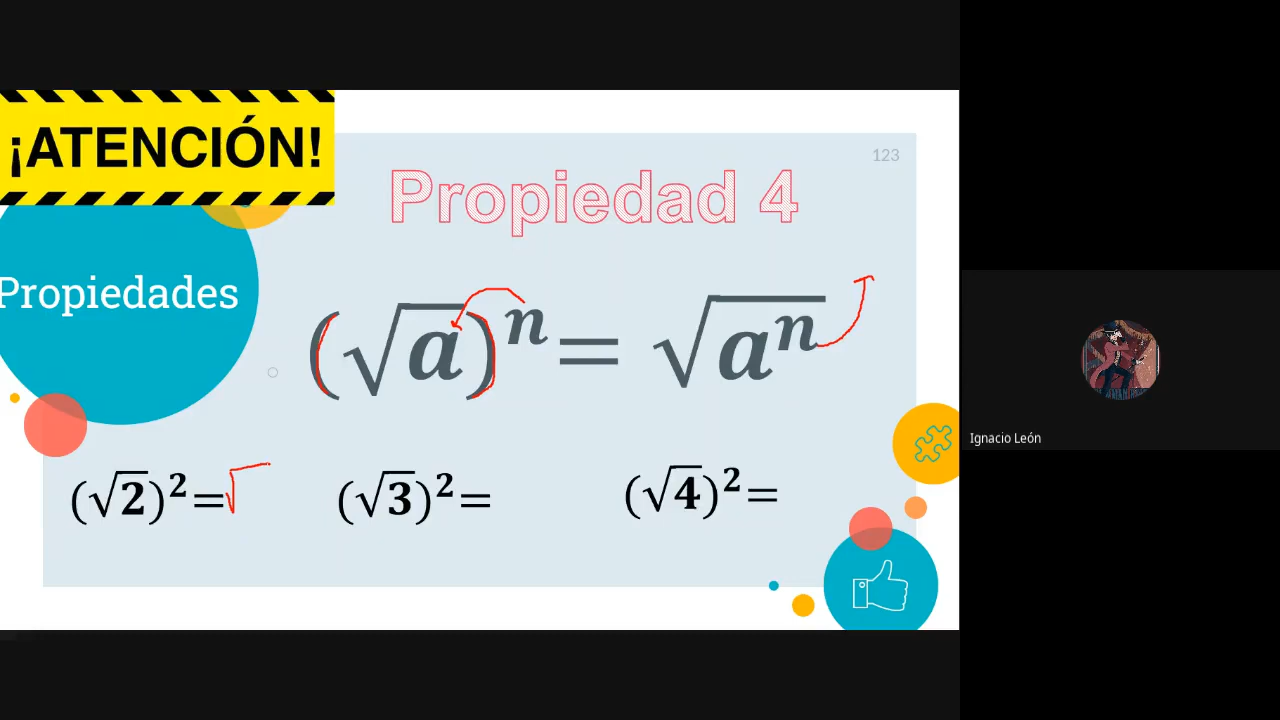 ¡ATENCIÓN!
123
Propiedad 4
Propiedades
(√a)ⁿ = √aⁿ
(√2)²=√
(√3)²=
(√4)²=
Ignacio León